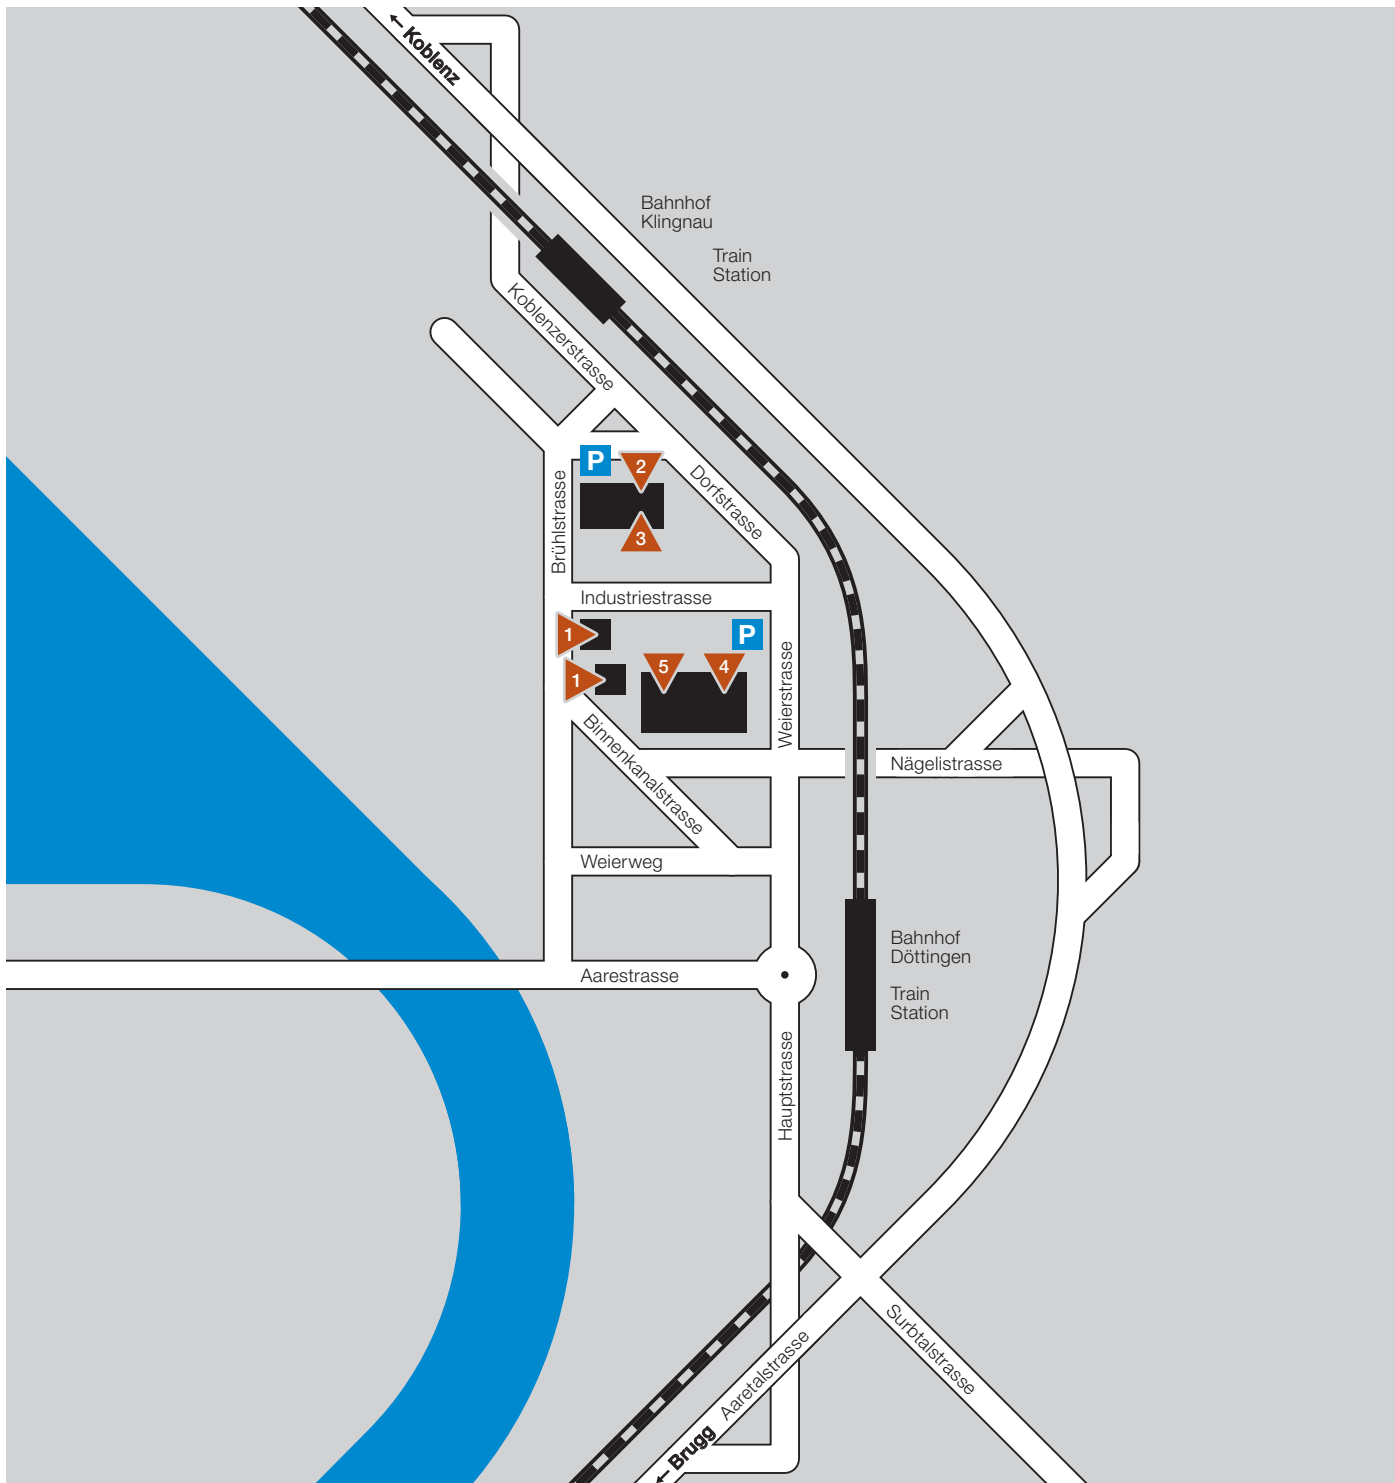 ← Koblenz
Bahnhof
Klingnau
Train
Station
Koblenzerstrasse
P
2
Dorfstrasse
Brühlstrasse
3
Industriestrasse
1
P
5
4
1
Weierstrasse
Binnenkanalstrasse
Nägelistrasse
Weierweg
Bahnhof
Döttingen
Aarestrasse
Train
Station
Hauptstrasse
Surbtalstrasse
Aaretalstrasse
← Brugg